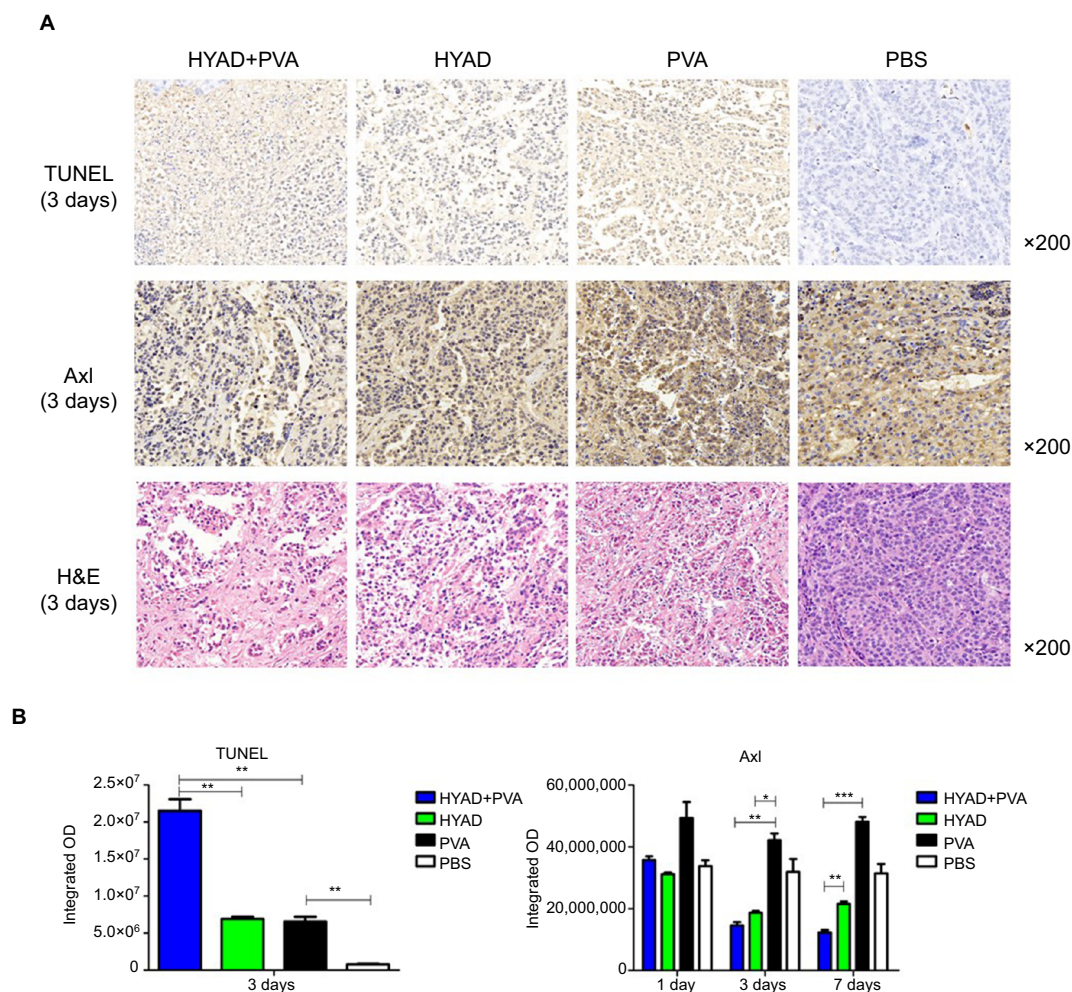 A
HYAD+PVA HYAD PVA PBS
TUNEL
(3 days)
×200
Axl
(3 days)
×200
H&E
(3 days)
×200
B
TUNEL
2.5×10⁷
2.0×10⁷
1.5×10⁷
1.0×10⁷
5.0×10⁶
0
Integrated OD
**
**
**
3 days
HYAD+PVA
HYAD
PVA
PBS
Axl
60,000,000
40,000,000
20,000,000
0
Integrated OD
*
**
***
**
1 day 3 days 7 days
HYAD+PVA
HYAD
PVA
PBS